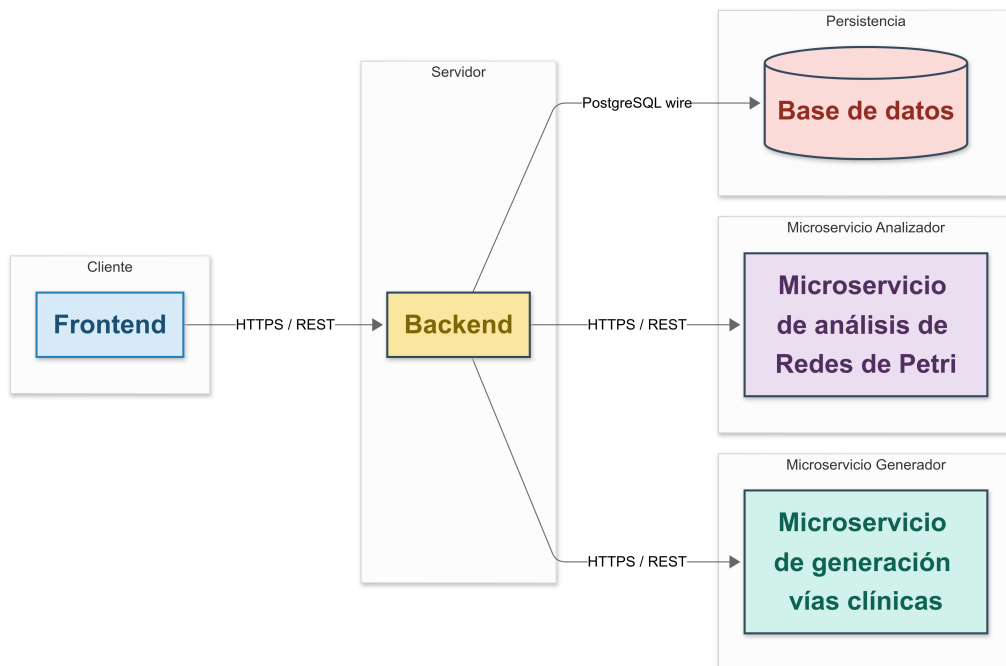 Cliente
Frontend
HTTPS / REST
Servidor
Backend
PostgreSQL wire
HTTPS / REST
HTTPS / REST
Persistencia
Base de datos
Microservicio Analizador
Microservicio
de análisis de
Redes de Petri
Microservicio Generador
Microservicio
de generación
vías clínicas